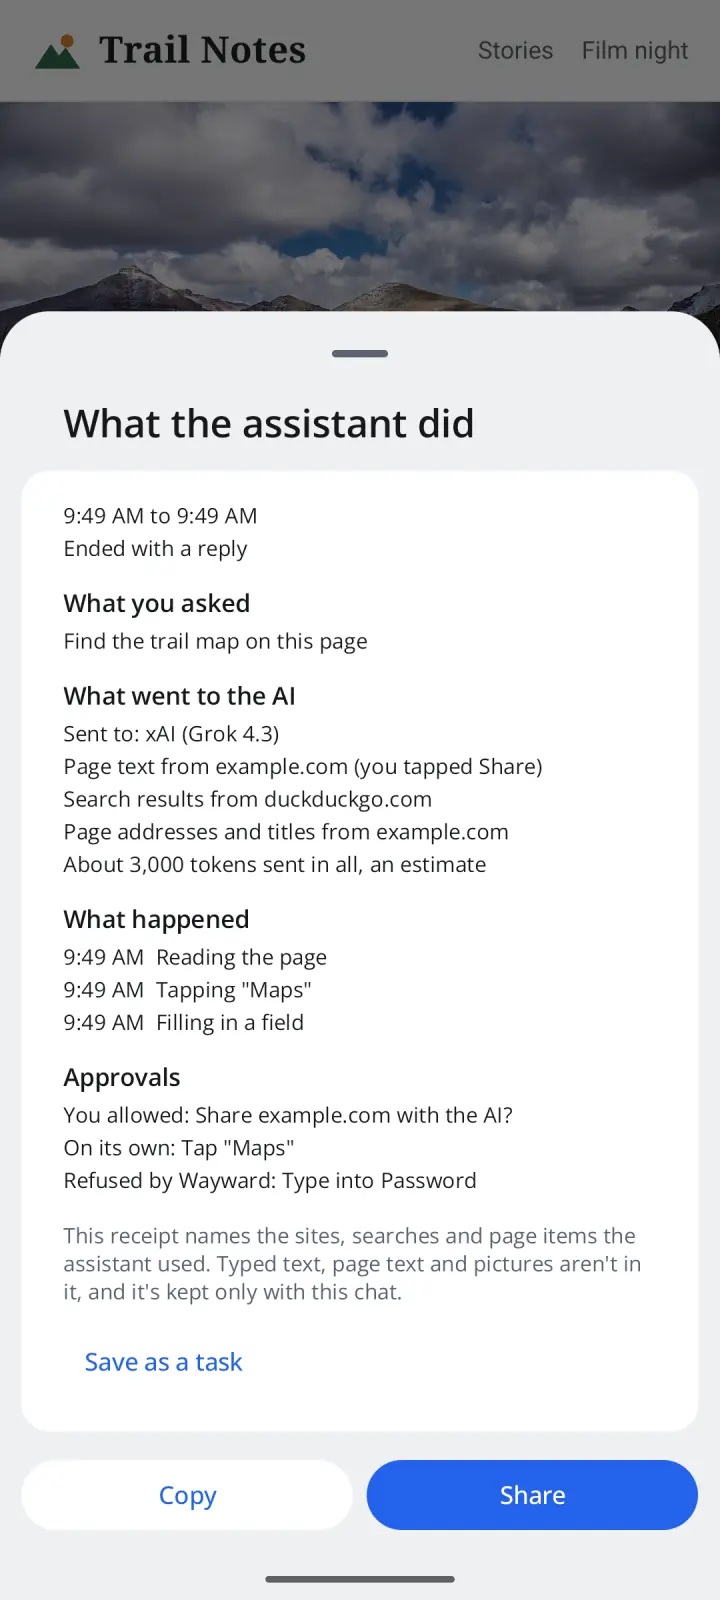 Trail Notes
Stories
Film night
What the assistant did
9:49 AM to 9:49 AM
Ended with a reply
What you asked
Find the trail map on this page
What went to the AI
Sent to: xAI (Grok 4.3)
Page text from example.com (you tapped Share)
Search results from duckduckgo.com
Page addresses and titles from example.com
About 3,000 tokens sent in all, an estimate
What happened
9:49 AM  Reading the page
9:49 AM  Tapping "Maps"
9:49 AM  Filling in a field
Approvals
You allowed: Share example.com with the AI?
On its own: Tap "Maps"
Refused by Wayward: Type into Password
This receipt names the sites, searches and page items the
assistant used. Typed text, page text and pictures aren't in
it, and it's kept only with this chat.
Save as a task
Copy
Share